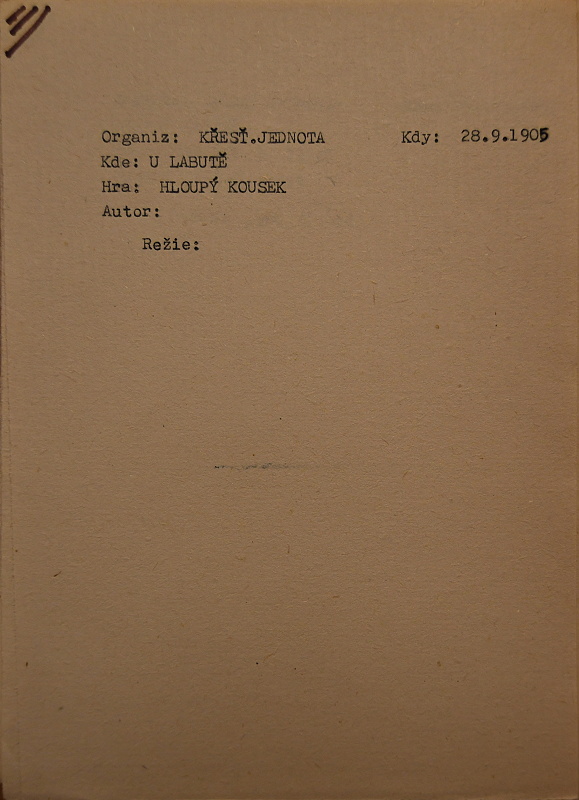 Organiz: KŘESŤ.JEDNOTA Kdy: 28.9.1905
Kde: U LABUTĚ
Hra: HLOUPÝ KOUSEK
Autor:
Režie: